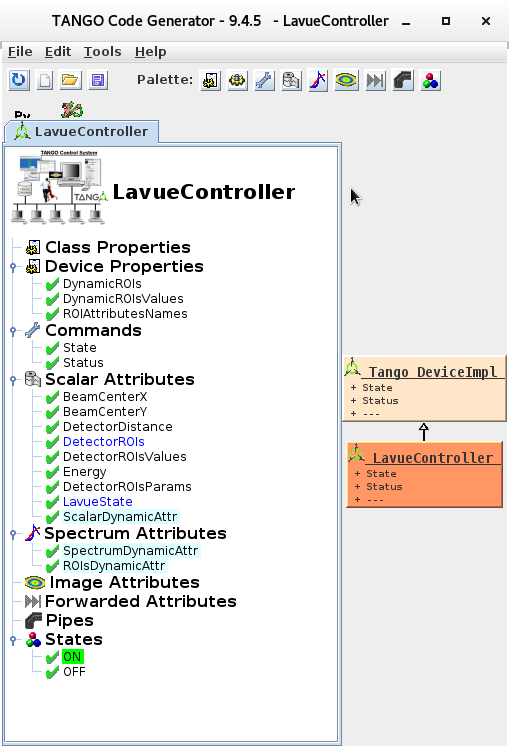 TANGO Code Generator - 9.4.5 - LavueController
File Edit Tools Help
Palette:
LavueController
TANGO Control System
TANGO
LavueController
Class Properties
Device Properties
DynamicROIs
DynamicROIsValues
ROIAttributesNames
Commands
State
Status
Scalar Attributes
BeamCenterX
BeamCenterY
DetectorDistance
DetectorROIs
DetectorROIsValues
Energy
DetectorROIsParams
LavueState
ScalarDynamicAttr
Spectrum Attributes
SpectrumDynamicAttr
ROIsDynamicAttr
Image Attributes
Forwarded Attributes
Pipes
States
ON
OFF
Tango DeviceImpl
+ State
+ Status
+ ---
LavueController
+ State
+ Status
+ ---